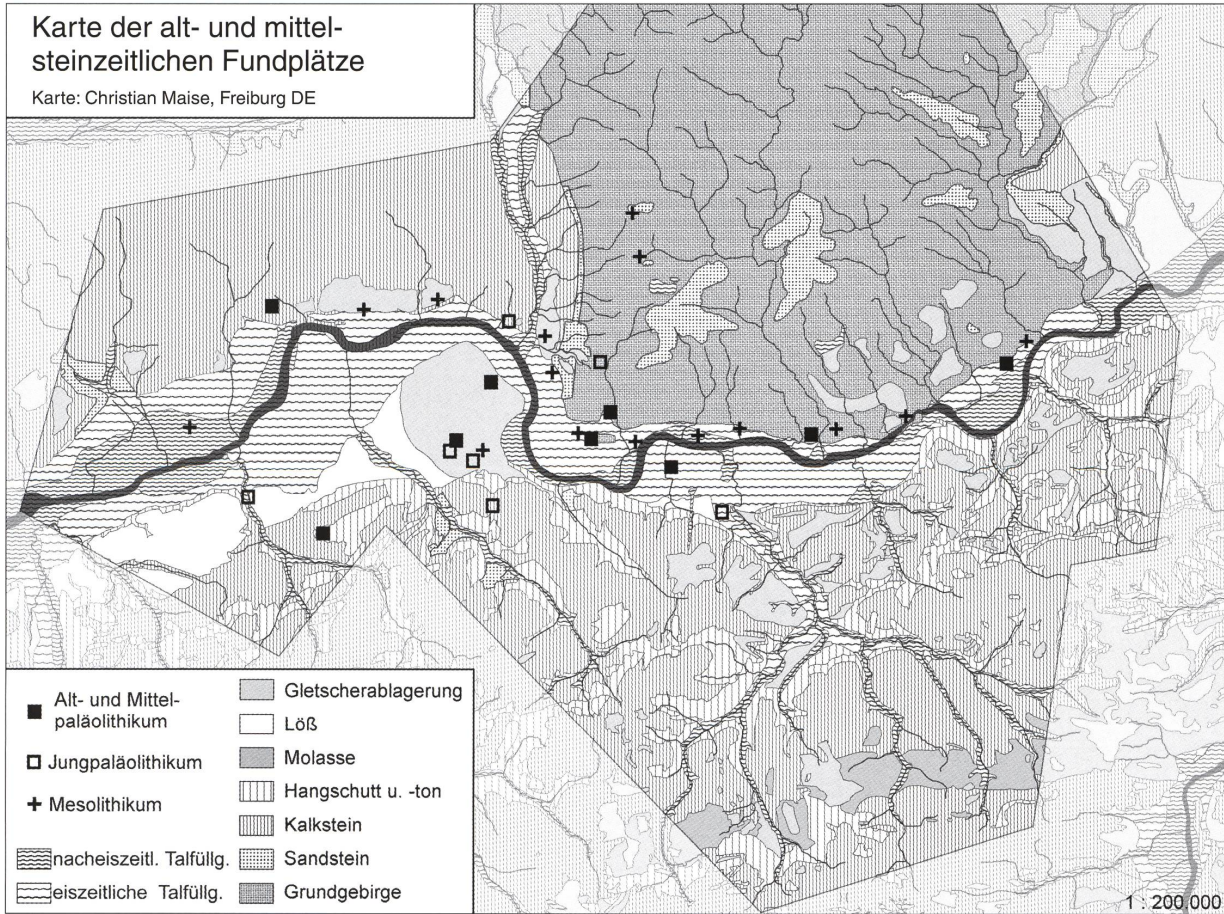 Karte der alt- und mittel-
steinzeitlichen Fundplätze
Karte: Christian Maise, Freiburg DE
Alt- und Mittel-
paläolithikum
Jungpaläolithikum
Mesolithikum
nacheiszeitl. Talfüllg.
eiszeitliche Talfüllg.
Gletscherablagerung
Löß
Molasse
Hangschutt u. -ton
Kalkstein
Sandstein
Grundgebirge
1 : 200.000